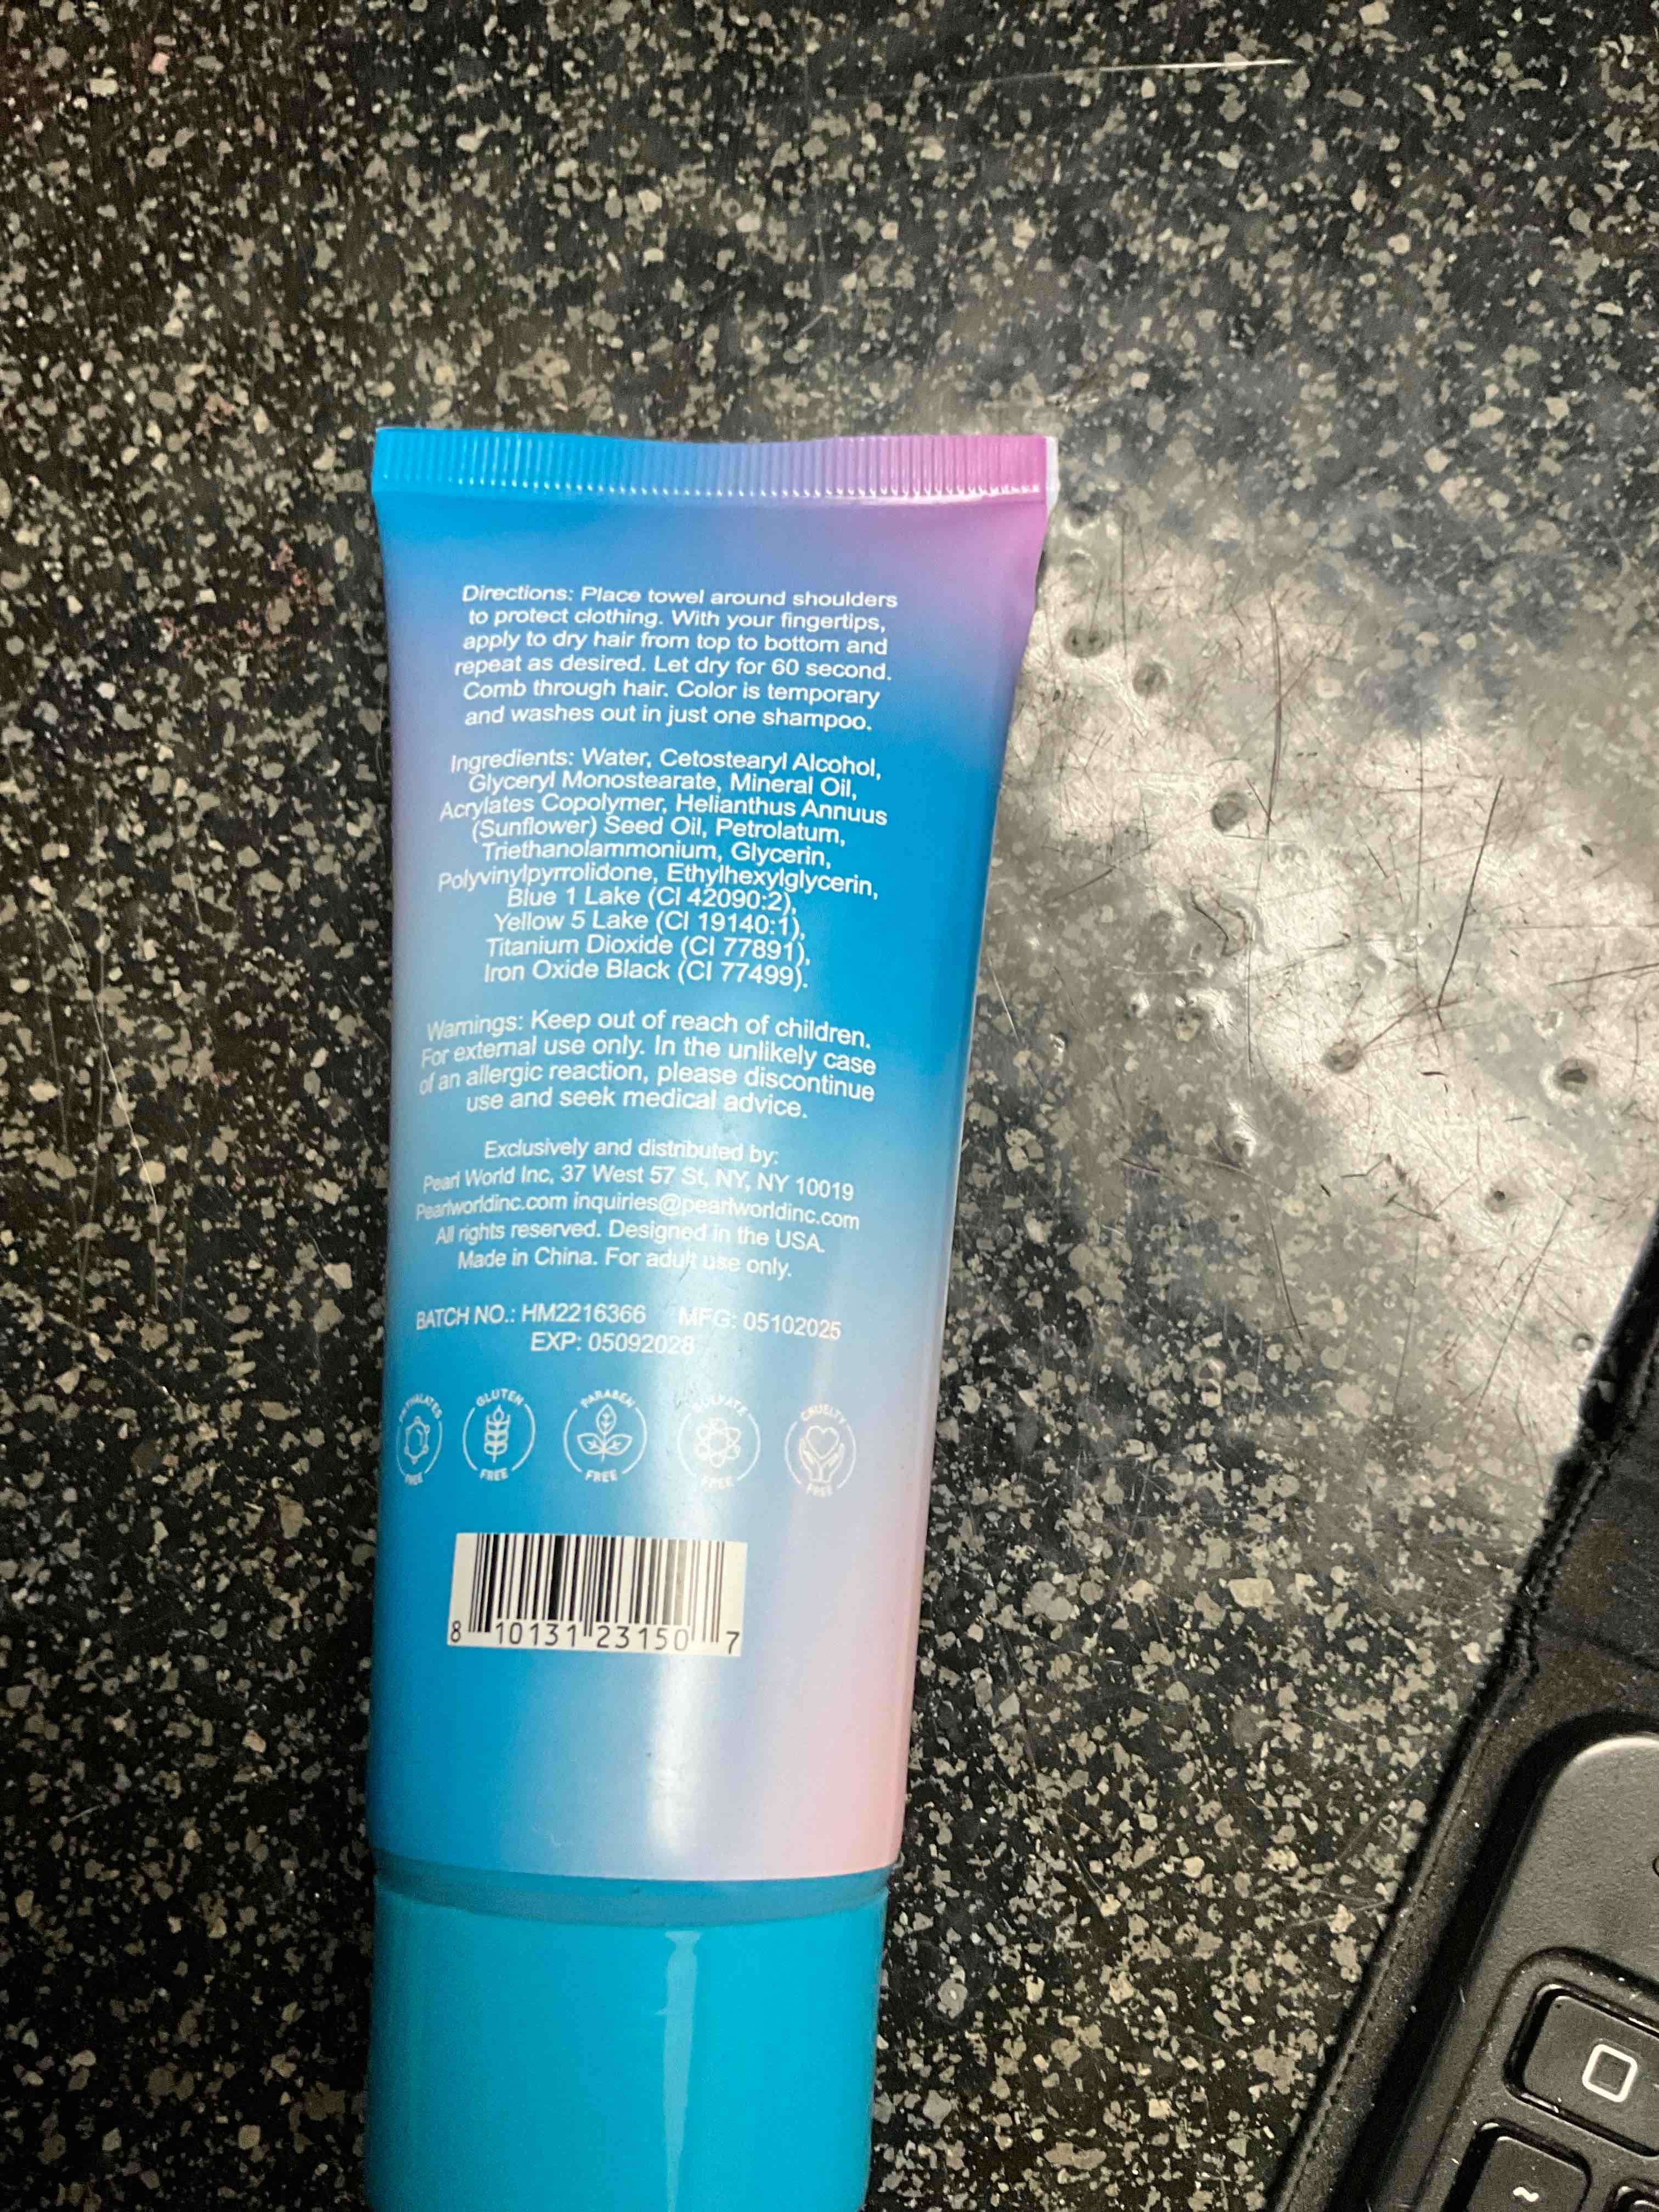 Directions: Place towel around shoulders
to protect clothing. With your fingertips,
apply to dry hair from top to bottom and
repeat as desired. Let dry for 60 second.
Comb through hair. Color is temporary
and washes out in just one shampoo.
Ingredients: Water, Cetostearyl Alcohol,
Glyceryl Monostearate, Mineral Oil,
Acrylates Copolymer, Helianthus Annuus
(Sunflower) Seed Oil, Petrolatum,
Triethanolammonium, Glycerin,
Polyvinylpyrrolidone, Ethylhexylglycerin,
Blue 1 Lake (CI 42090:2),
Yellow 5 Lake (CI 19140:1),
Titanium Dioxide (CI 77891),
Iron Oxide Black (CI 77499).
Warnings: Keep out of reach of children.
For external use only. In the unlikely case
of an allergic reaction, please discontinue
use and seek medical advice.
Exclusively and distributed by:
Pearl World Inc, 37 West 57 St, NY, NY 10019
Pearlworldinc.com inquiries@pearlworldinc.com
All rights reserved. Designed in the USA.
Made in China. For adult use only.
BATCH NO.: HM2216366 MFG: 05102025
EXP: 05092028
PHTHALATES FREE
GLUTEN FREE
PARABEN FREE
SULFATE FREE
CRUELTY FREE
8 10131 23150 7
~